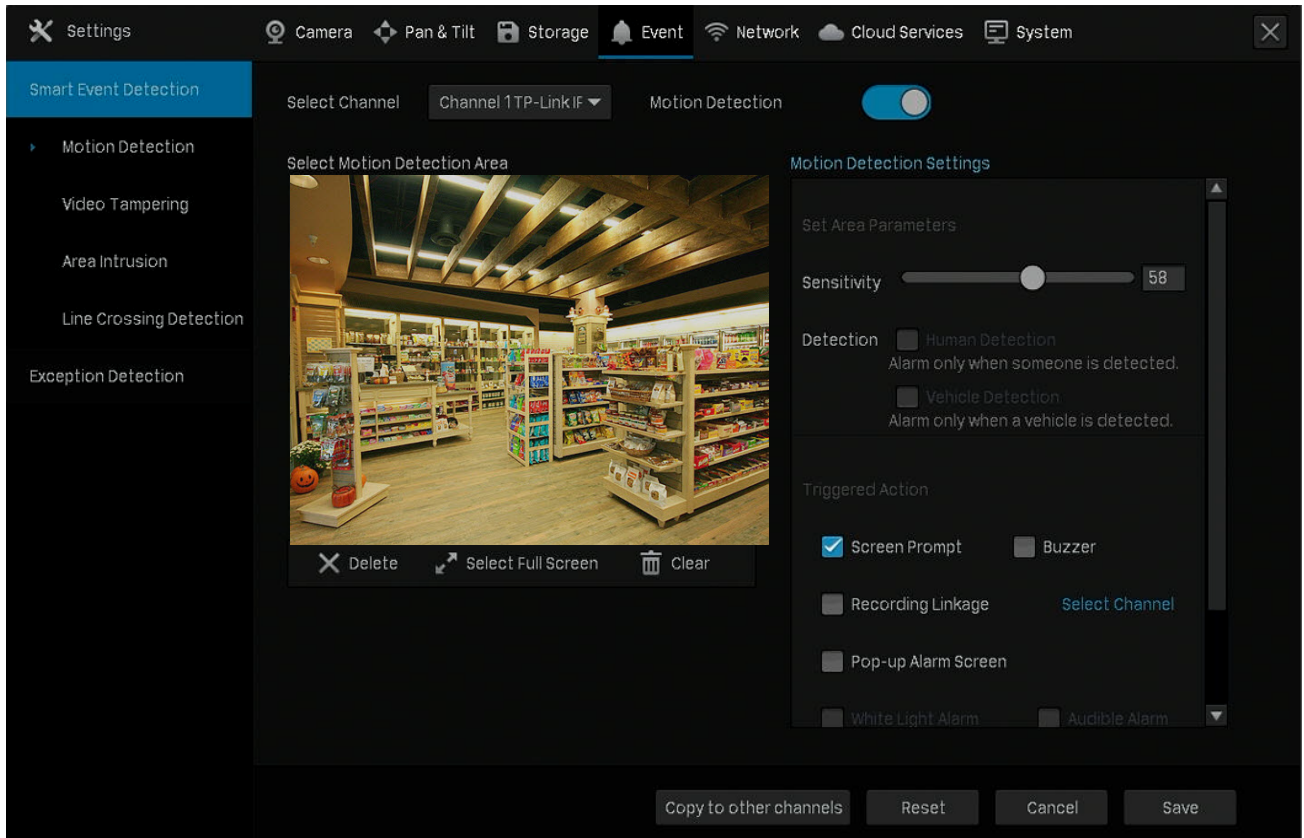 Settings
Camera
Pan & Tilt
Storage
Event
Network
Cloud Services
System
Smart Event Detection
Motion Detection
Video Tampering
Area Intrusion
Line Crossing Detection
Exception Detection
Select Channel
Channel 1 TP-Link IF
Motion Detection
Select Motion Detection Area
Delete
Select Full Screen
Clear
Motion Detection Settings
Set Area Parameters
Sensitivity
58
Detection
Human Detection
Alarm only when someone is detected.
Vehicle Detection
Alarm only when a vehicle is detected.
Triggered Action
Screen Prompt
Buzzer
Recording Linkage
Select Channel
Pop-up Alarm Screen
White Light Alarm
Audible Alarm
Copy to other channels
Reset
Cancel
Save